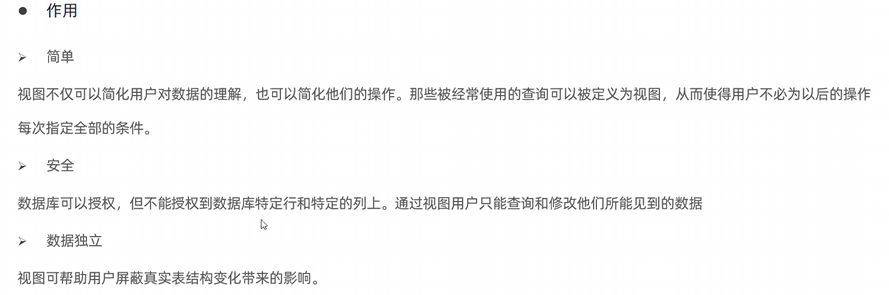 ● 作用
➢ 简单
视图不仅可以简化用户对数据的理解，也可以简化他们的操作。那些被经常使用的查询可以被定义为视图，从而使得用户不必为以后的操作
每次指定全部的条件。
➢ 安全
数据库可以授权，但不能授权到数据库特定行和特定的列上。通过视图用户只能查询和修改他们所能见到的数据
➢ 数据独立
视图可帮助用户屏蔽真实表结构变化带来的影响。